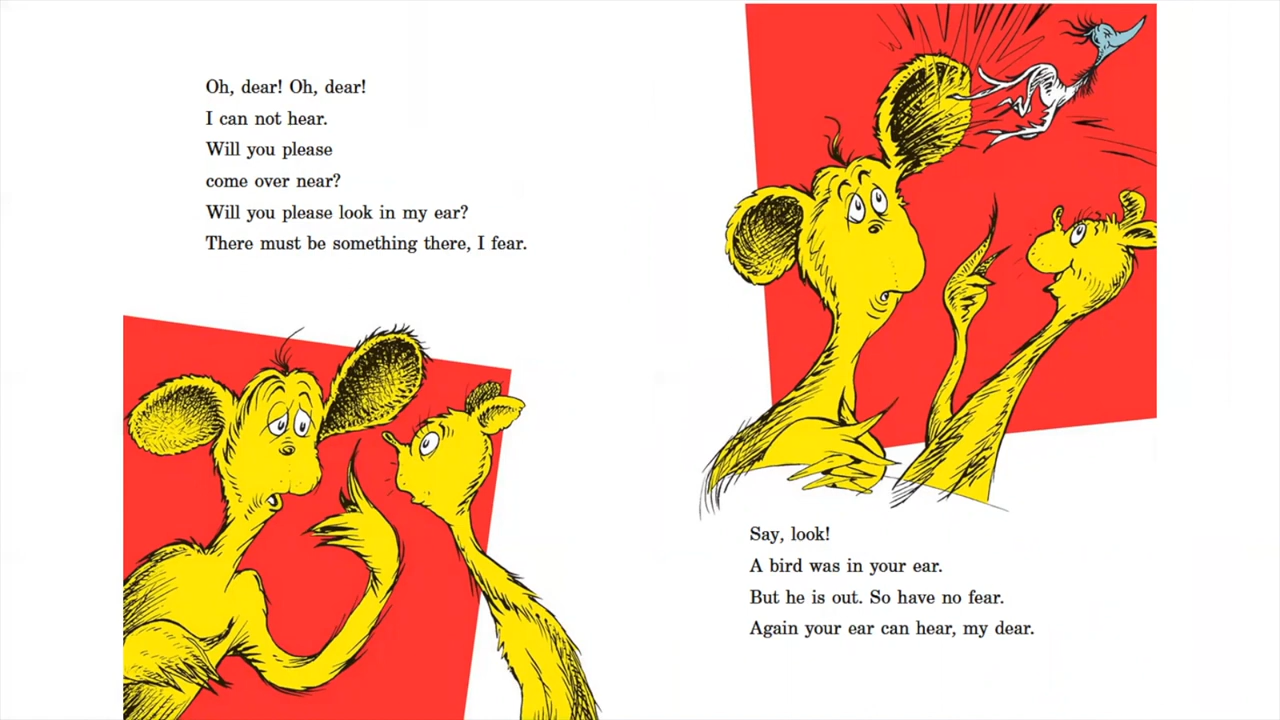 Oh, dear! Oh, dear!
I can not hear.
Will you please
come over near?
Will you please look in my ear?
There must be something there, I fear.
Say, look!
A bird was in your ear.
But he is out. So have no fear.
Again your ear can hear, my dear.